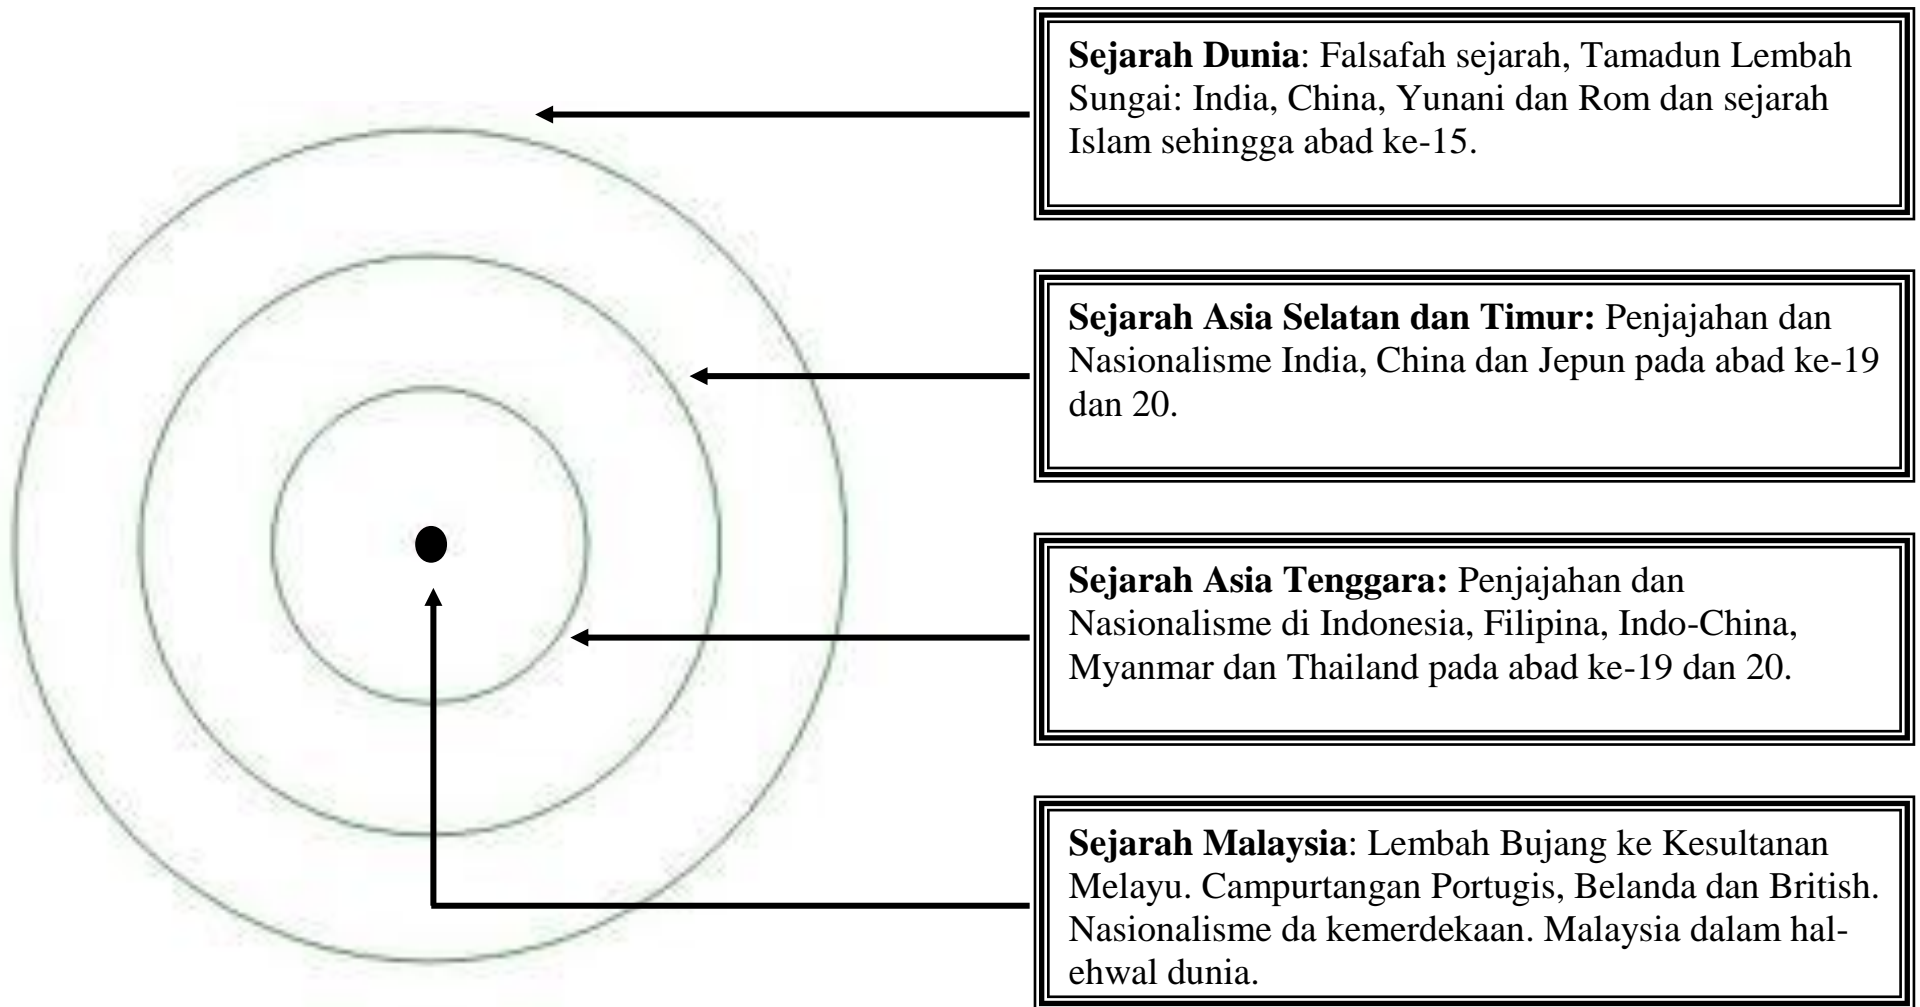 Sejarah Dunia: Falsafah sejarah, Tamadun Lembah
Sungai: India, China, Yunani dan Rom dan sejarah
Islam sehingga abad ke-15.
Sejarah Asia Selatan dan Timur: Penjajahan dan
Nasionalisme India, China dan Jepun pada abad ke-19
dan 20.
Sejarah Asia Tenggara: Penjajahan dan
Nasionalisme di Indonesia, Filipina, Indo-China,
Myanmar dan Thailand pada abad ke-19 dan 20.
Sejarah Malaysia: Lembah Bujang ke Kesultanan
Melayu. Campurtangan Portugis, Belanda dan British.
Nasionalisme da kemerdekaan. Malaysia dalam hal-
ehwal dunia.